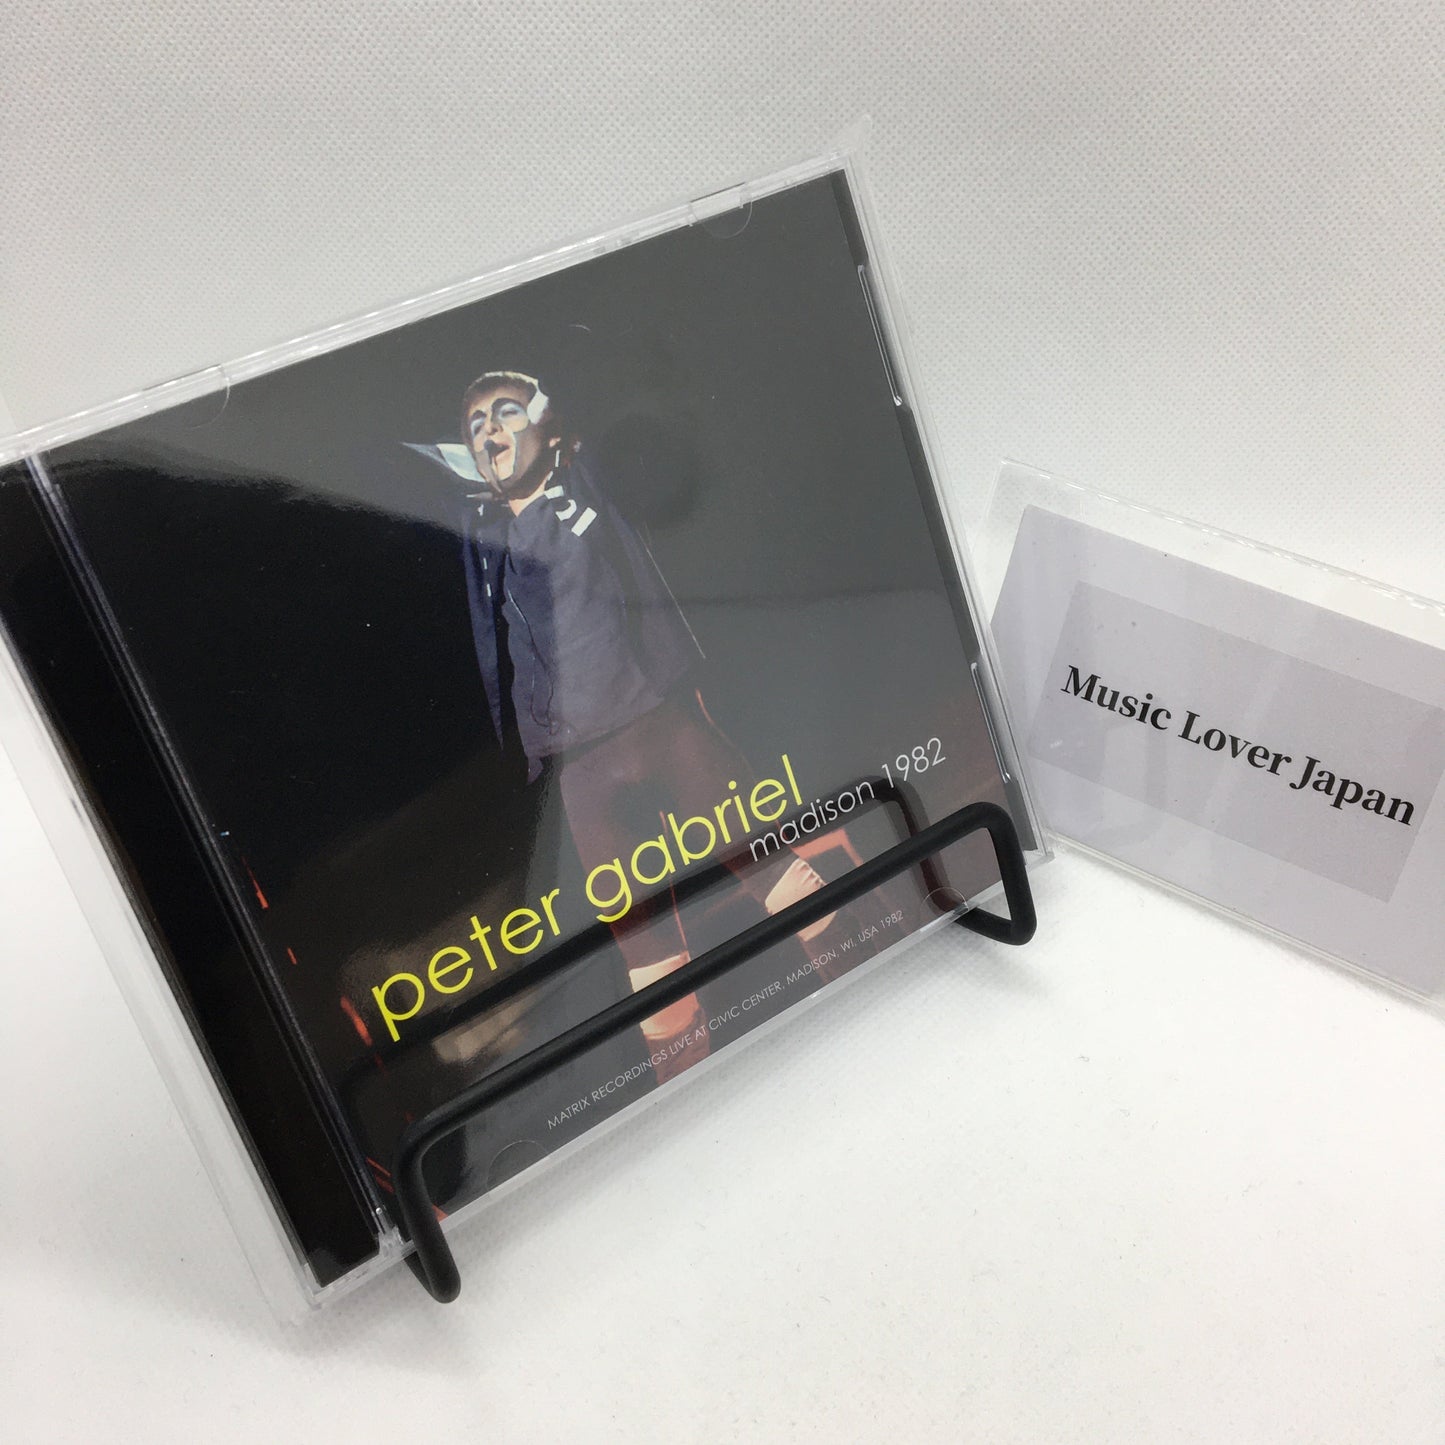 peter gabriel
madison 1982
MATRIX RECORDINGS LIVE AT CIVIC CENTER, MADISON, WI. USA 1982
Music Lover Japan